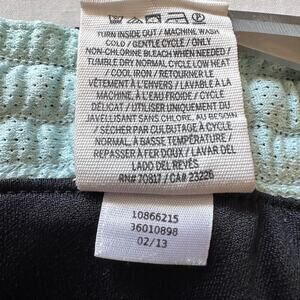 TURN INSIDE OUT / MACHINE WASH
COLD / GENTLE CYCLE / ONLY
NON-CHLORINE BLEACH WHEN NEEDED /
TUMBLE DRY NORMAL CYCLE LOW HEAT
/ COOL IRON / RETOURNER LE
VÊTEMENT À L'ENVERS / LAVABLE À LA
MACHINE, À L'EAU FROIDE / CYCLE
DÉLICAT / UTILISER UNIQUEMENT DU
JAVELLISANT SANS CHLORE, AU BESOIN
/ SÉCHER PAR CULBUTAGE À CYCLE
NORMAL, À BASSE TEMPÉRATURE /
REPASSER À FER DOUX / LAVAR DEL
LADO DEL REVÉS
RN# 70817 / CA# 23226
10866215
36010898
02/13